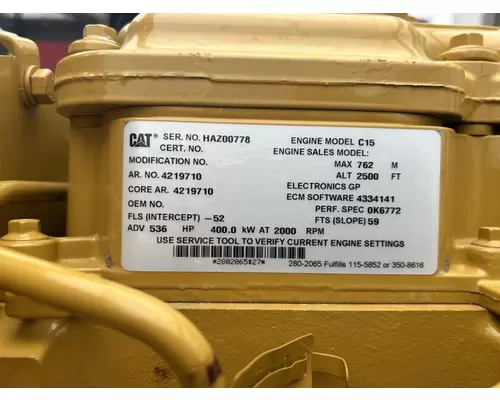 CAT® SER. NO. HAZ00778 ENGINE MODEL C15
CERT. NO. ENGINE SALES MODEL:
MODIFICATION NO. MAX 762 M
AR. NO. 4219710 ALT 2500 FT
CORE AR. 4219710 ELECTRONICS GP
OEM NO. ECM SOFTWARE 4334141
PERF. SPEC 0K6772
FLS (INTERCEPT) -52 FTS (SLOPE) 59
ADV 536 HP 400.0 kW AT 2000 RPM
USE SERVICE TOOL TO VERIFY CURRENT ENGINE SETTINGS
*2802065$27*
280-2065 Fulfills 115-5852 or 350-8616